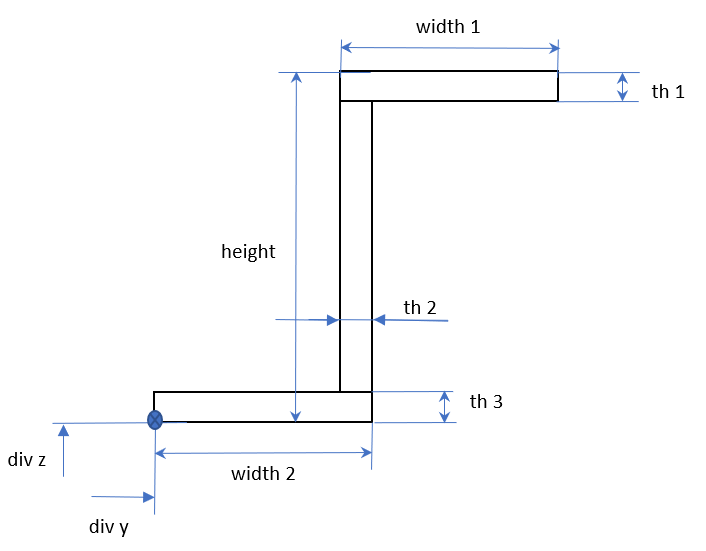 width 1
th 1
height
th 2
th 3
div z
width 2
div y